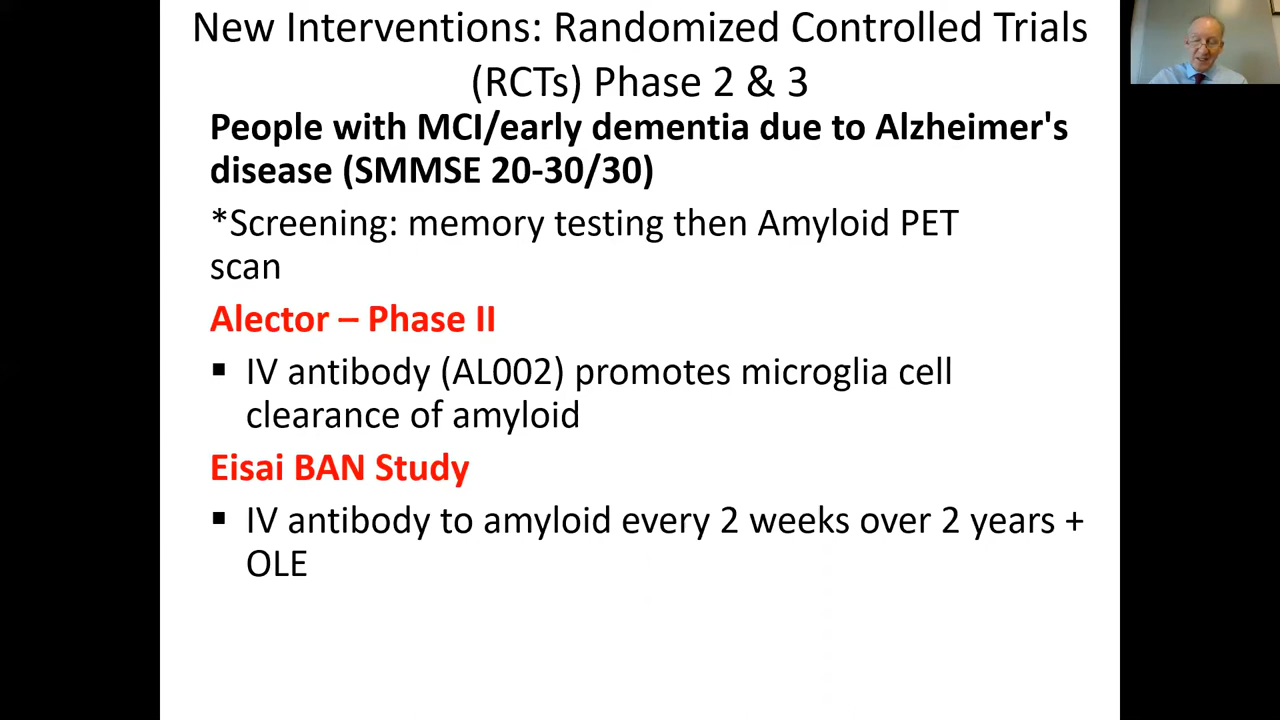 New Interventions: Randomized Controlled Trials
(RCTs) Phase 2 & 3
People with MCI/early dementia due to Alzheimer's
disease (SMMSE 20-30/30)
*Screening: memory testing then Amyloid PET
scan
Alector – Phase II
▪ IV antibody (AL002) promotes microglia cell
clearance of amyloid
Eisai BAN Study
▪ IV antibody to amyloid every 2 weeks over 2 years +
OLE